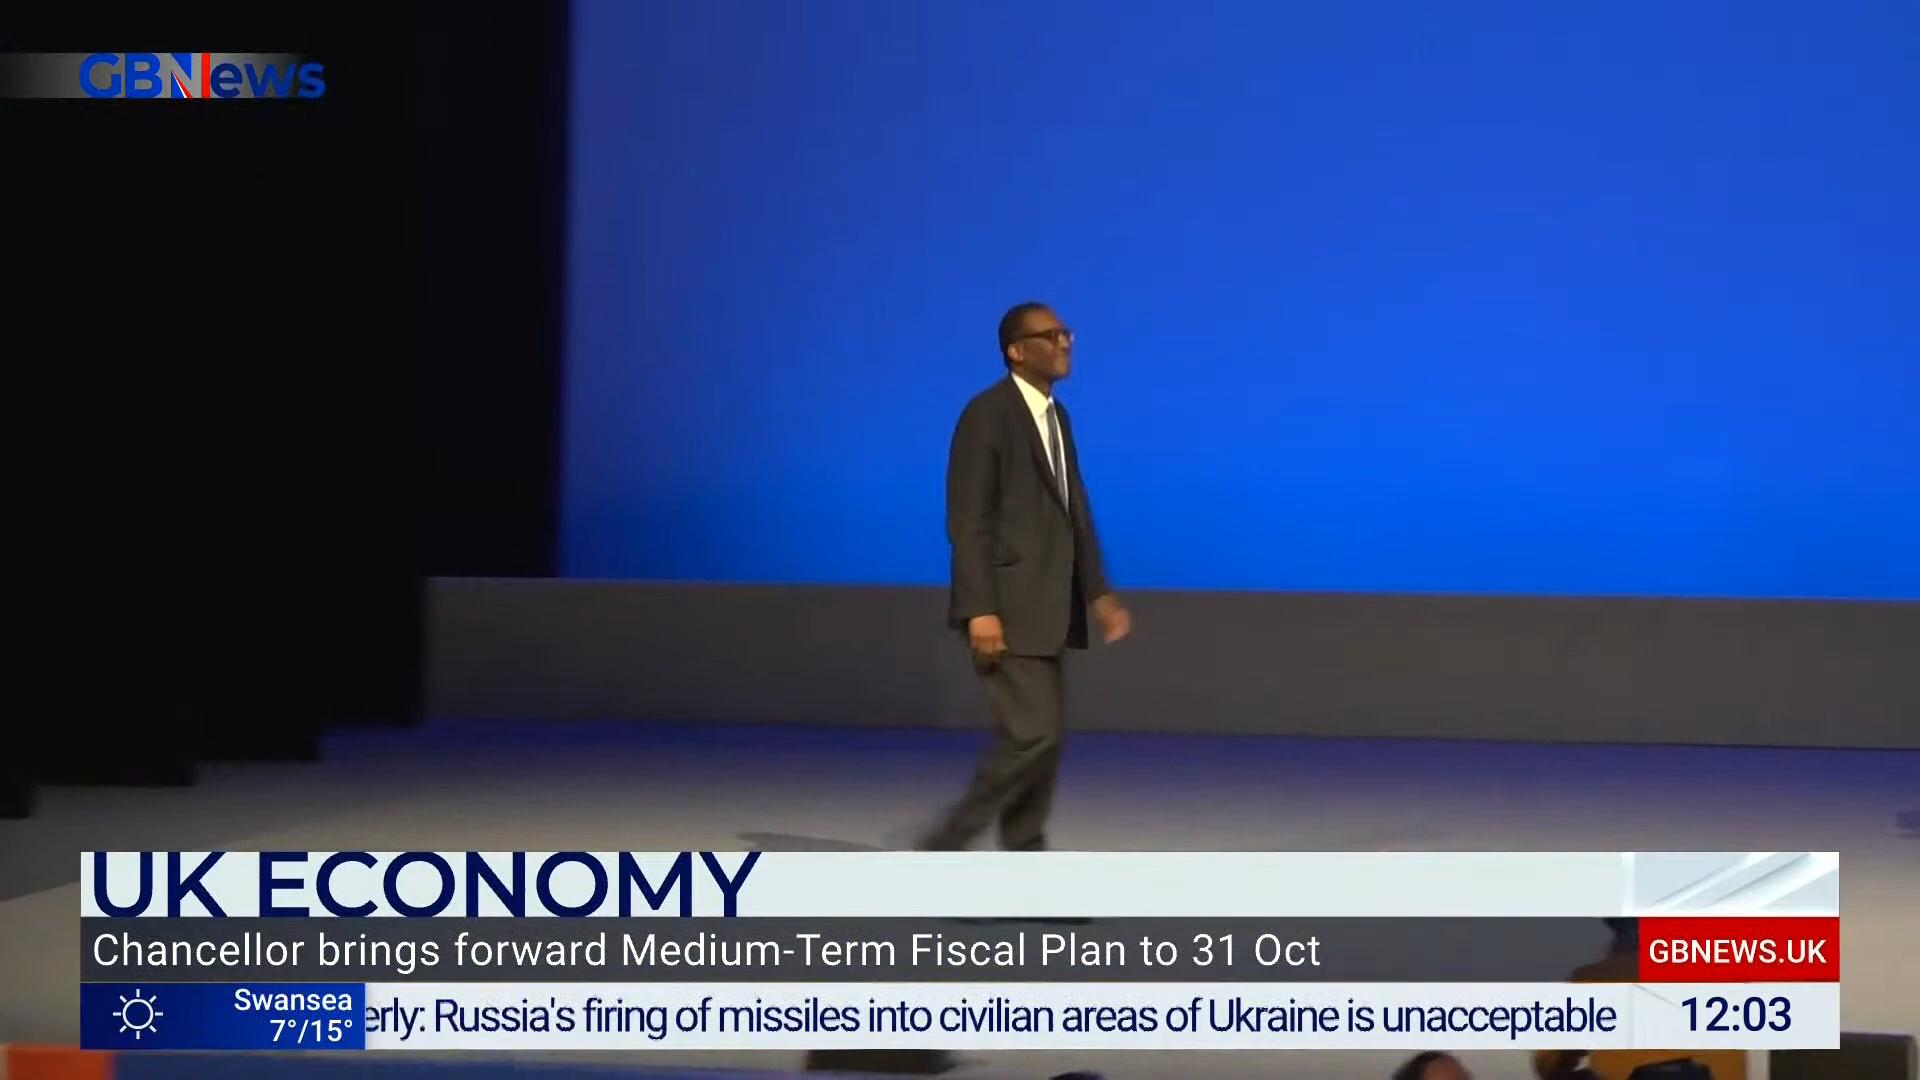 GBNews
UK ECONOMY
Chancellor brings forward Medium-Term Fiscal Plan to 31 Oct
GBNEWS.UK
Swansea
7°/15°
erly: Russia's firing of missiles into civilian areas of Ukraine is unacceptable
12:03